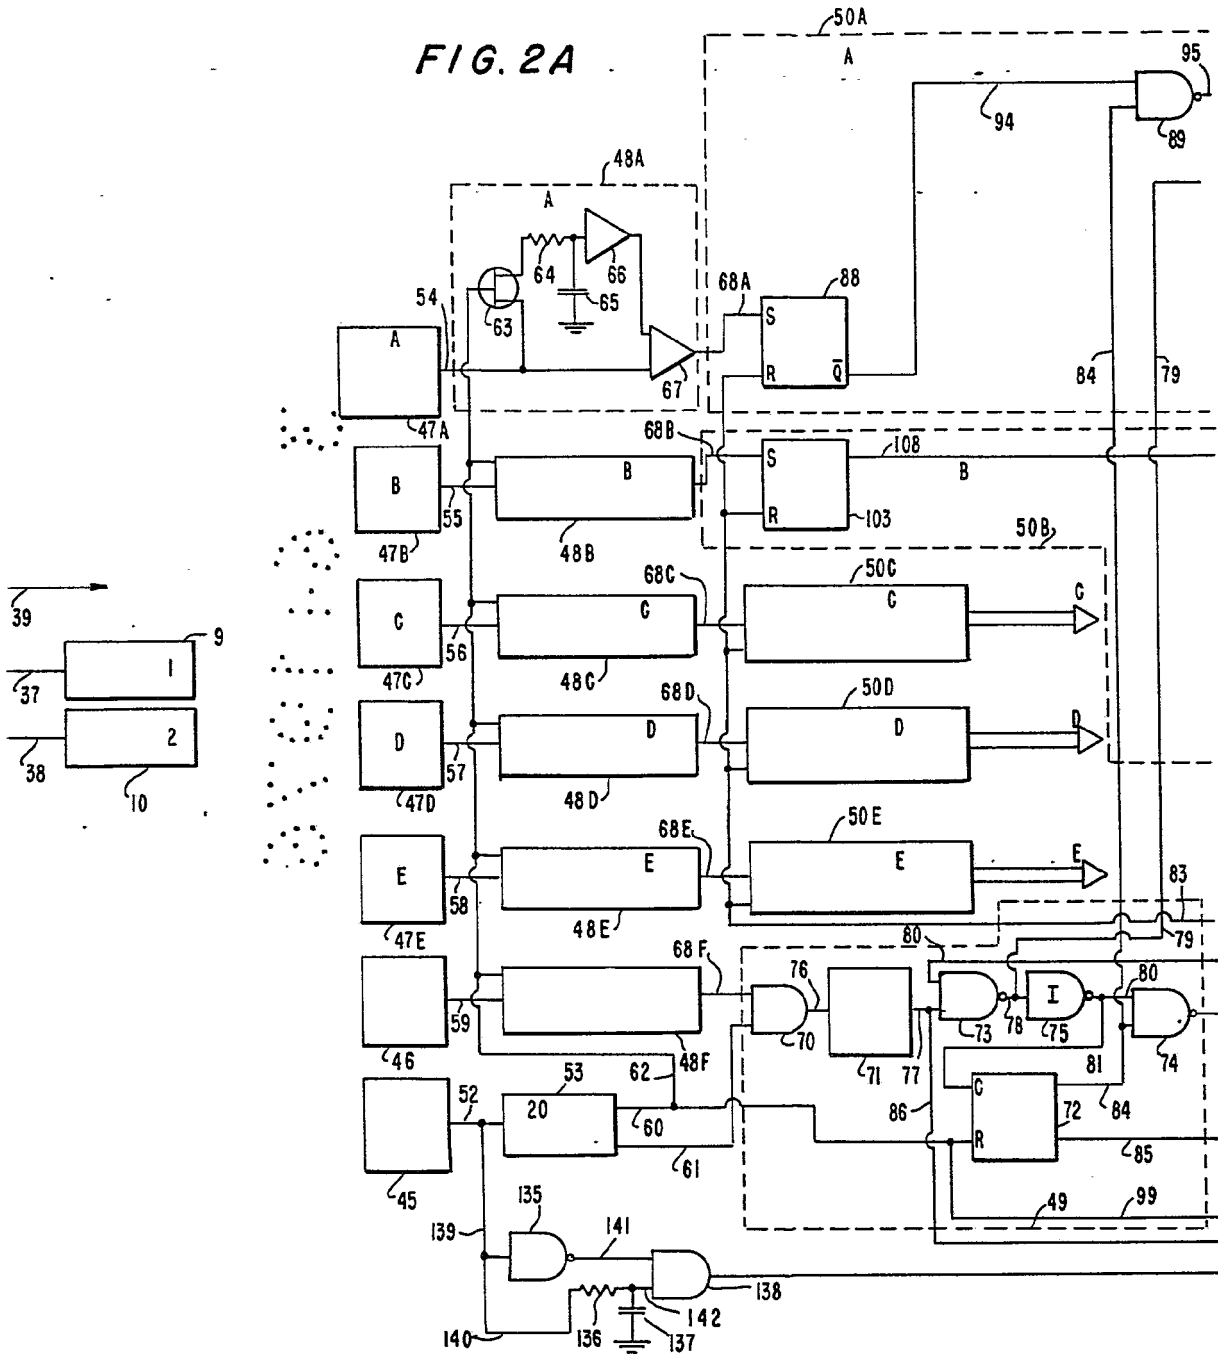 FIG. 2A
50A
A
95
94
89
48A
A
64
66
65
63
67
54
68A
88
S
R
Q̅
84
79
A
47A
68B
108
B
47B
55
B
48B
S
R
103
B
50B
39
9
1
37
2
38
10
C
47C
56
C
48C
68C
50C
C
C
D
47D
57
D
48D
68D
50D
D
D
E
47E
58
E
48E
68E
50E
E
E
83
79
46
59
48F
68F
70
76
71
77
80
73
78
I
75
80
81
74
86
C
R
72
84
85
45
52
53
20
62
60
61
49
99
139
135
141
140
136
137
142
138